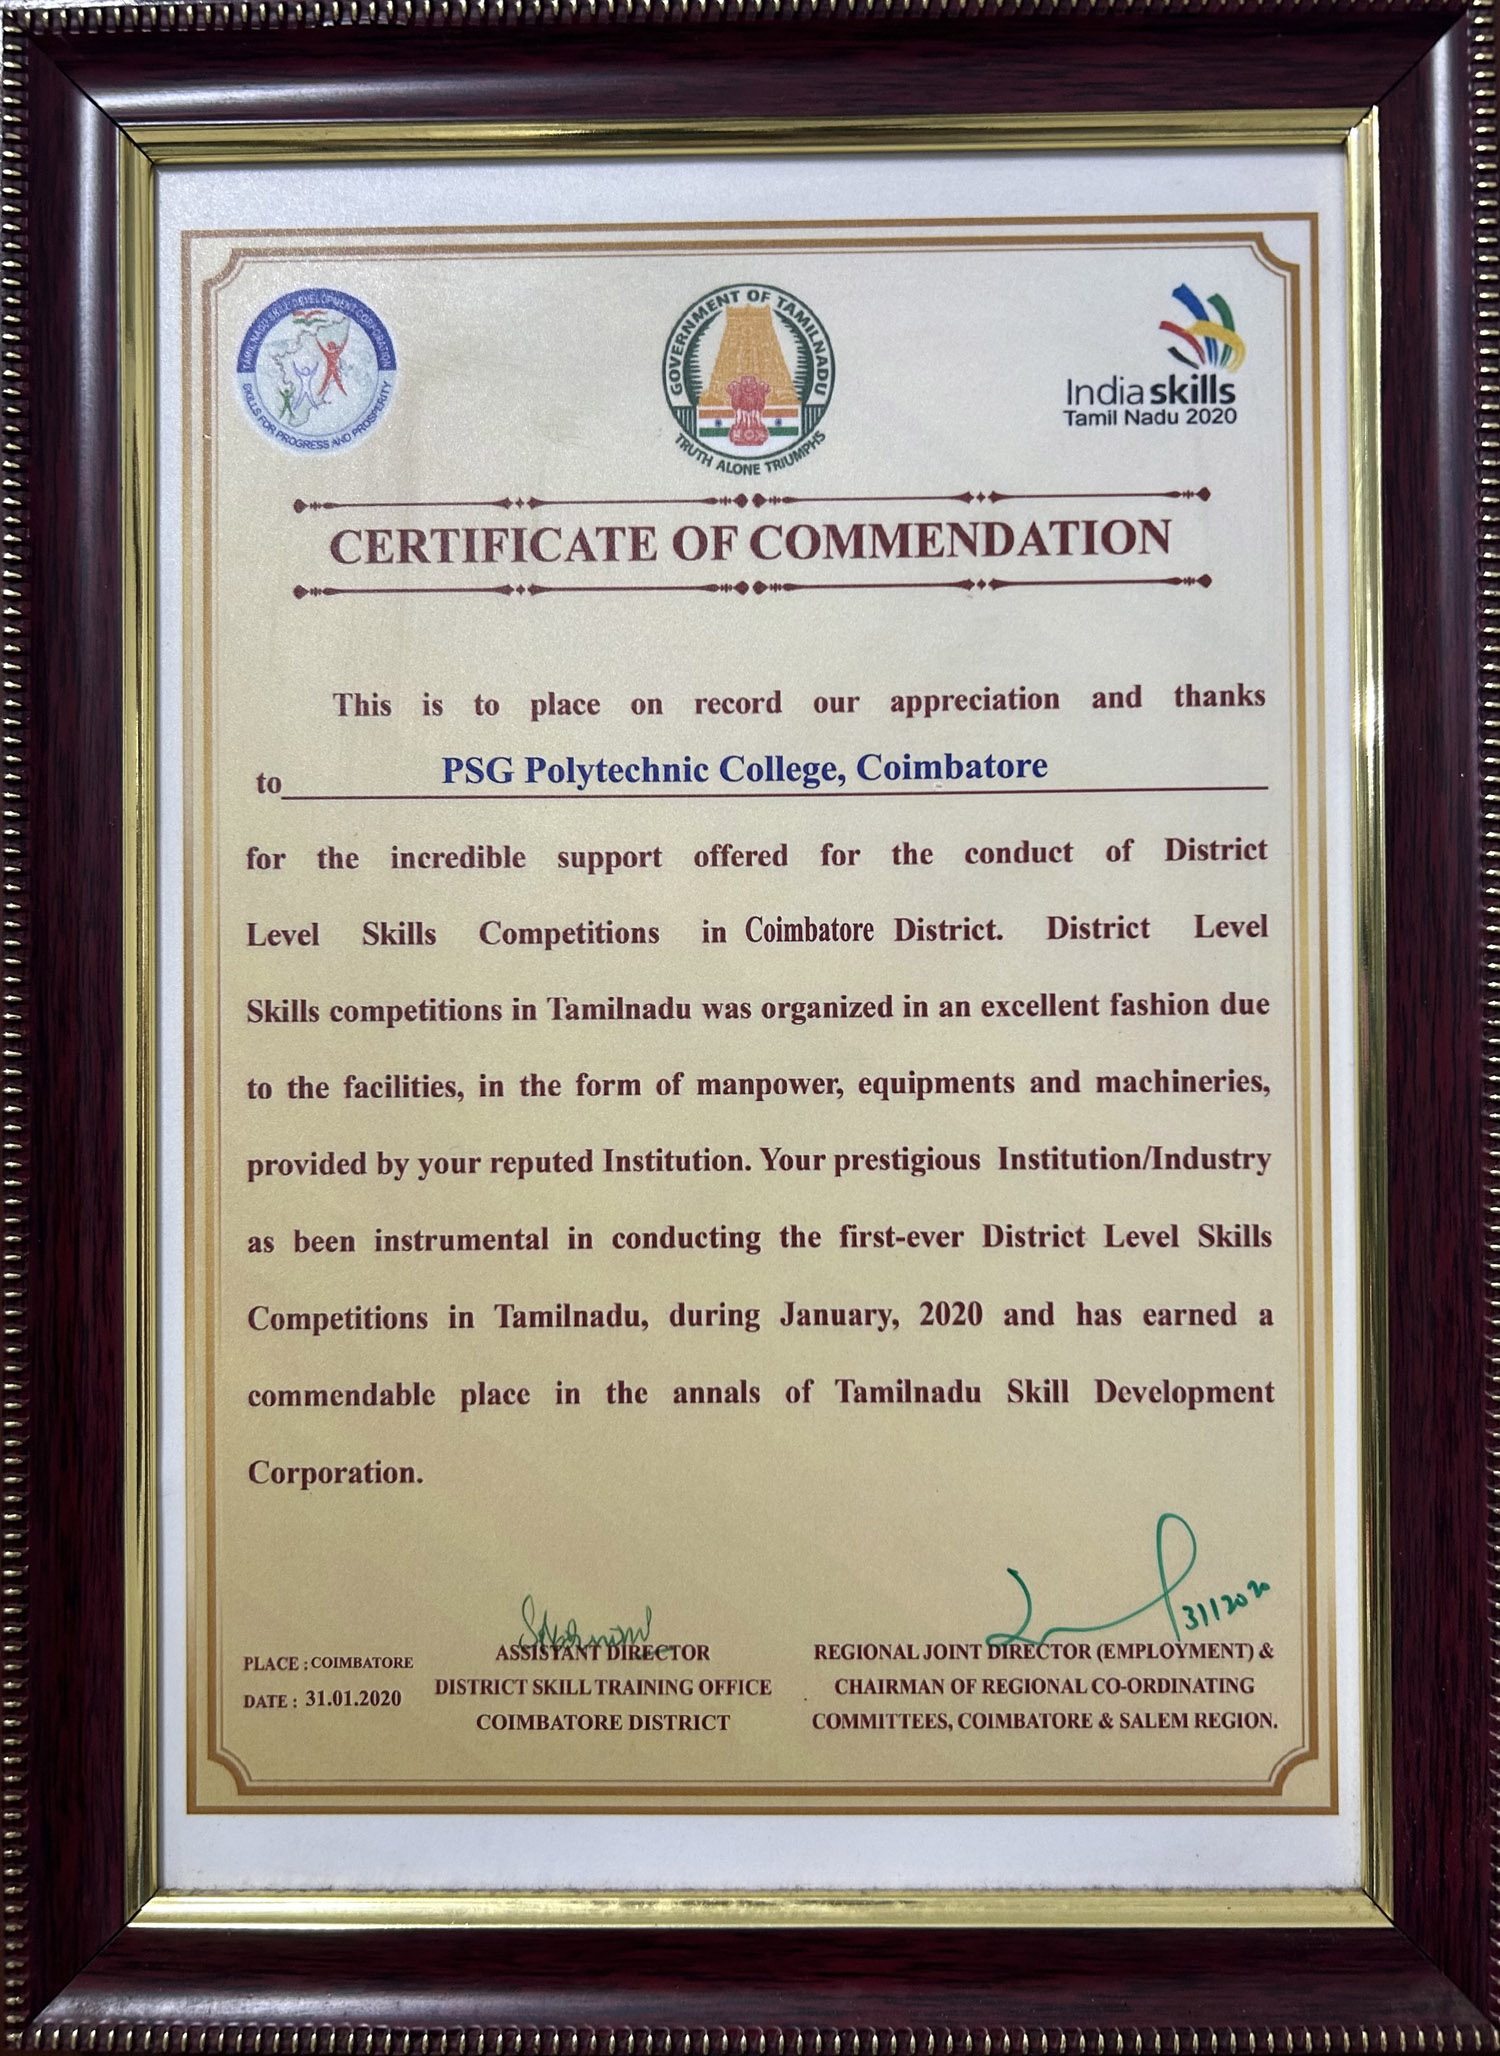 TAMIL NADU SKILL DEVELOPMENT CORPORATION
SKILLS FOR PROGRESS AND PROSPERITY
GOVERNMENT OF TAMILNADU
TRUTH ALONE TRIUMPHS
India skills
Tamil Nadu 2020
CERTIFICATE OF COMMENDATION
This is to place on record our appreciation and thanks
to PSG Polytechnic College, Coimbatore
for the incredible support offered for the conduct of District
Level Skills Competitions in Coimbatore District. District Level
Skills competitions in Tamilnadu was organized in an excellent fashion due
to the facilities, in the form of manpower, equipments and machineries,
provided by your reputed Institution. Your prestigious Institution/Industry
as been instrumental in conducting the first-ever District Level Skills
Competitions in Tamilnadu, during January, 2020 and has earned a
commendable place in the annals of Tamilnadu Skill Development
Corporation.
31/1/2020
PLACE : COIMBATORE
DATE : 31.01.2020
ASSISTANT DIRECTOR
DISTRICT SKILL TRAINING OFFICE
COIMBATORE DISTRICT
REGIONAL JOINT DIRECTOR (EMPLOYMENT) &
CHAIRMAN OF REGIONAL CO-ORDINATING
COMMITTEES, COIMBATORE & SALEM REGION.